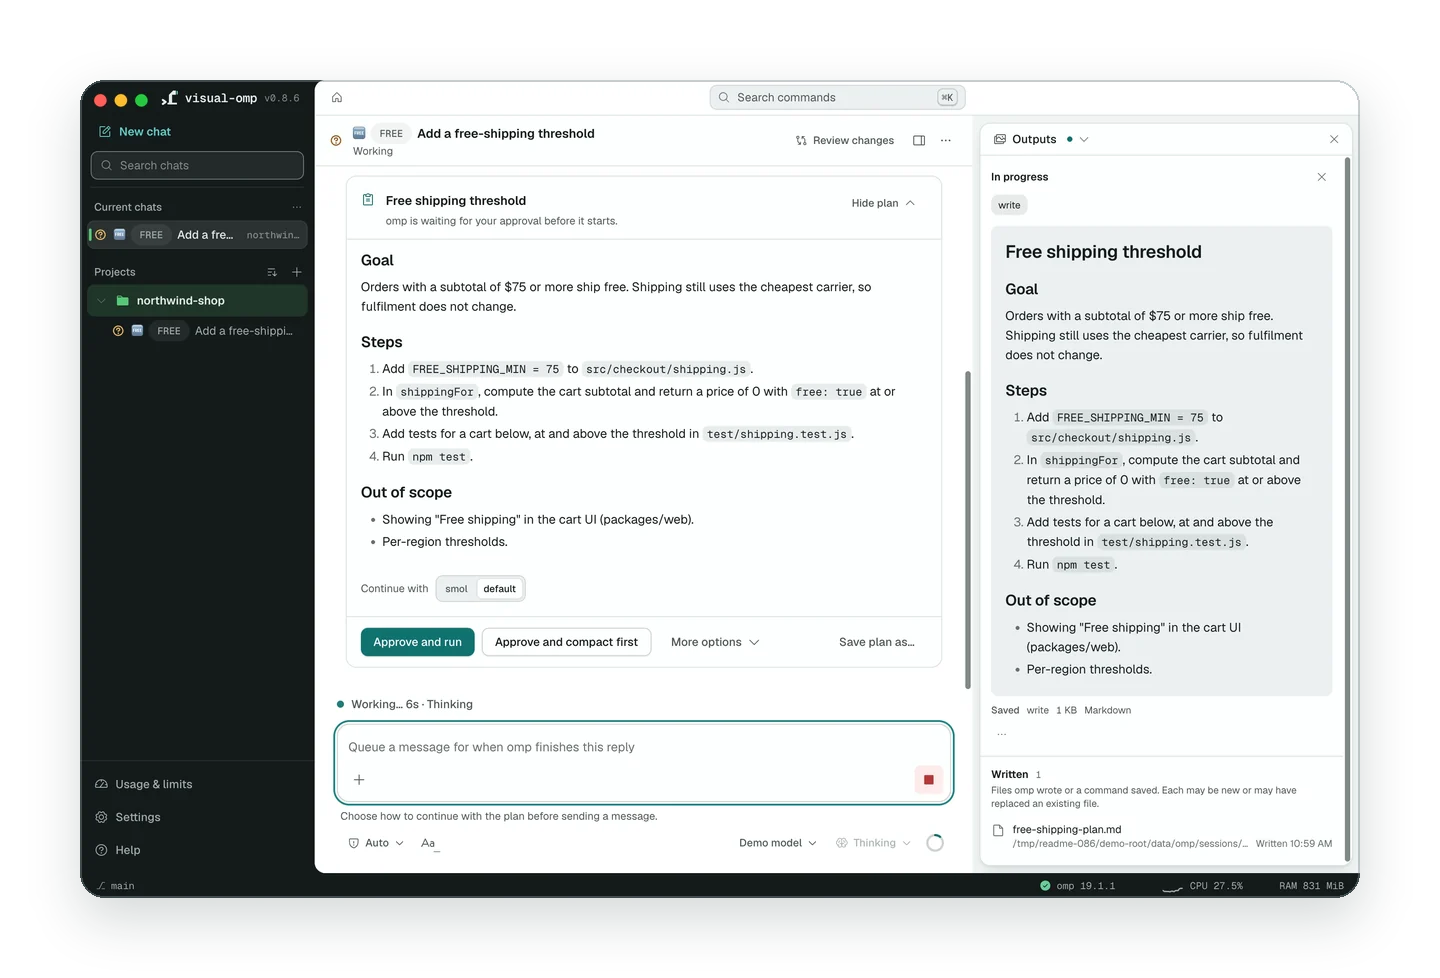 visual-omp v0.8.6
New chat
Search chats
Current chats
FREE Add a fre... northwin...
Projects
northwind-shop
FREE Add a free-shippi...
Usage & limits
Settings
Help
main
Search commands ⌘K
FREE Add a free-shipping threshold
Working
Review changes
Free shipping threshold
omp is waiting for your approval before it starts.
Hide plan
Goal
Orders with a subtotal of $75 or more ship free. Shipping still uses the cheapest carrier, so
fulfilment does not change.
Steps
1. Add FREE_SHIPPING_MIN = 75 to src/checkout/shipping.js.
2. In shippingFor, compute the cart subtotal and return a price of 0 with free: true at or
above the threshold.
3. Add tests for a cart below, at and above the threshold in test/shipping.test.js.
4. Run npm test.
Out of scope
• Showing "Free shipping" in the cart UI (packages/web).
• Per-region thresholds.
Continue with smol default
Approve and run Approve and compact first More options Save plan as...
Working... 6s · Thinking
Queue a message for when omp finishes this reply
Choose how to continue with the plan before sending a message.
Auto Aa_ Demo model Thinking
Outputs
In progress
write
Free shipping threshold
Goal
Orders with a subtotal of $75 or more ship free.
Shipping still uses the cheapest carrier, so fulfilment
does not change.
Steps
1. Add FREE_SHIPPING_MIN = 75 to
src/checkout/shipping.js.
2. In shippingFor, compute the cart subtotal and
return a price of 0 with free: true at or above
the threshold.
3. Add tests for a cart below, at and above the
threshold in test/shipping.test.js.
4. Run npm test.
Out of scope
• Showing "Free shipping" in the cart UI
(packages/web).
• Per-region thresholds.
Saved write 1 KB Markdown
...
Written 1
Files omp wrote or a command saved. Each may be new or may have
replaced an existing file.
free-shipping-plan.md
/tmp/readme-086/demo-root/data/omp/sessions/... Written 10:59 AM
omp 19.1.1 CPU 27.5% RAM 831 MiB